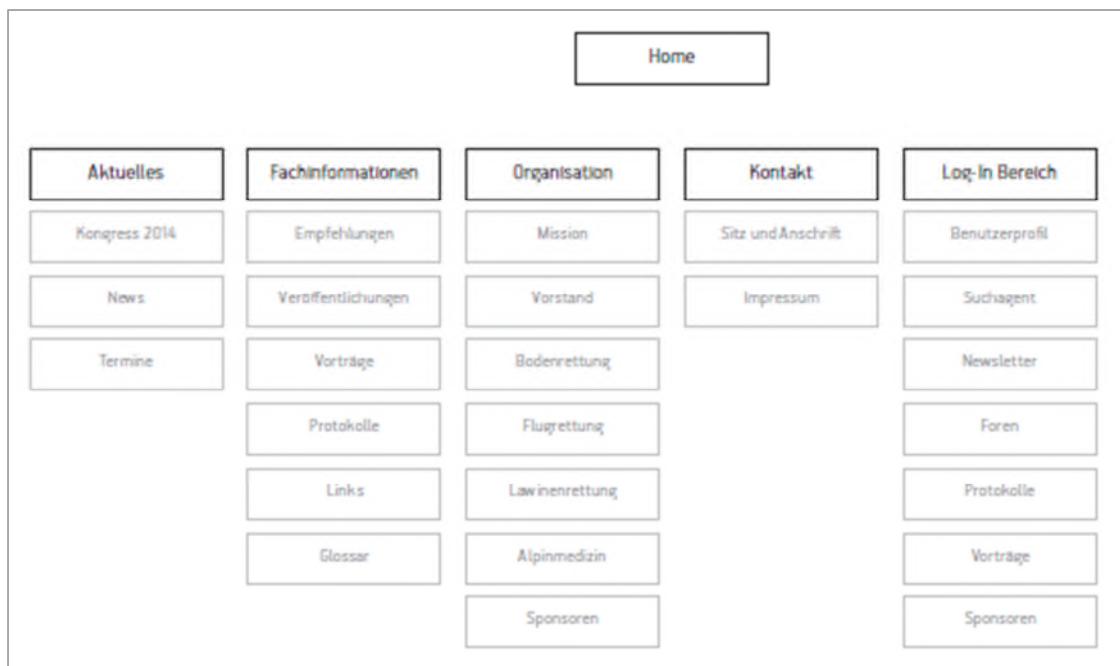 Home
Aktuelles
Fachinformationen
Organisation
Kontakt
Log-In Bereich
Kongress 2014
Empfehlungen
Mission
Sitz und Anschrift
Benutzerprofil
News
Veröffentlichungen
Vorstand
Impressum
Suchagent
Termine
Vorträge
Bodenrettung
Newsletter
Protokolle
Flugrettung
Foren
Links
Lawinenrettung
Protokolle
Glossar
Alpinmedizin
Vorträge
Sponsoren
Sponsoren